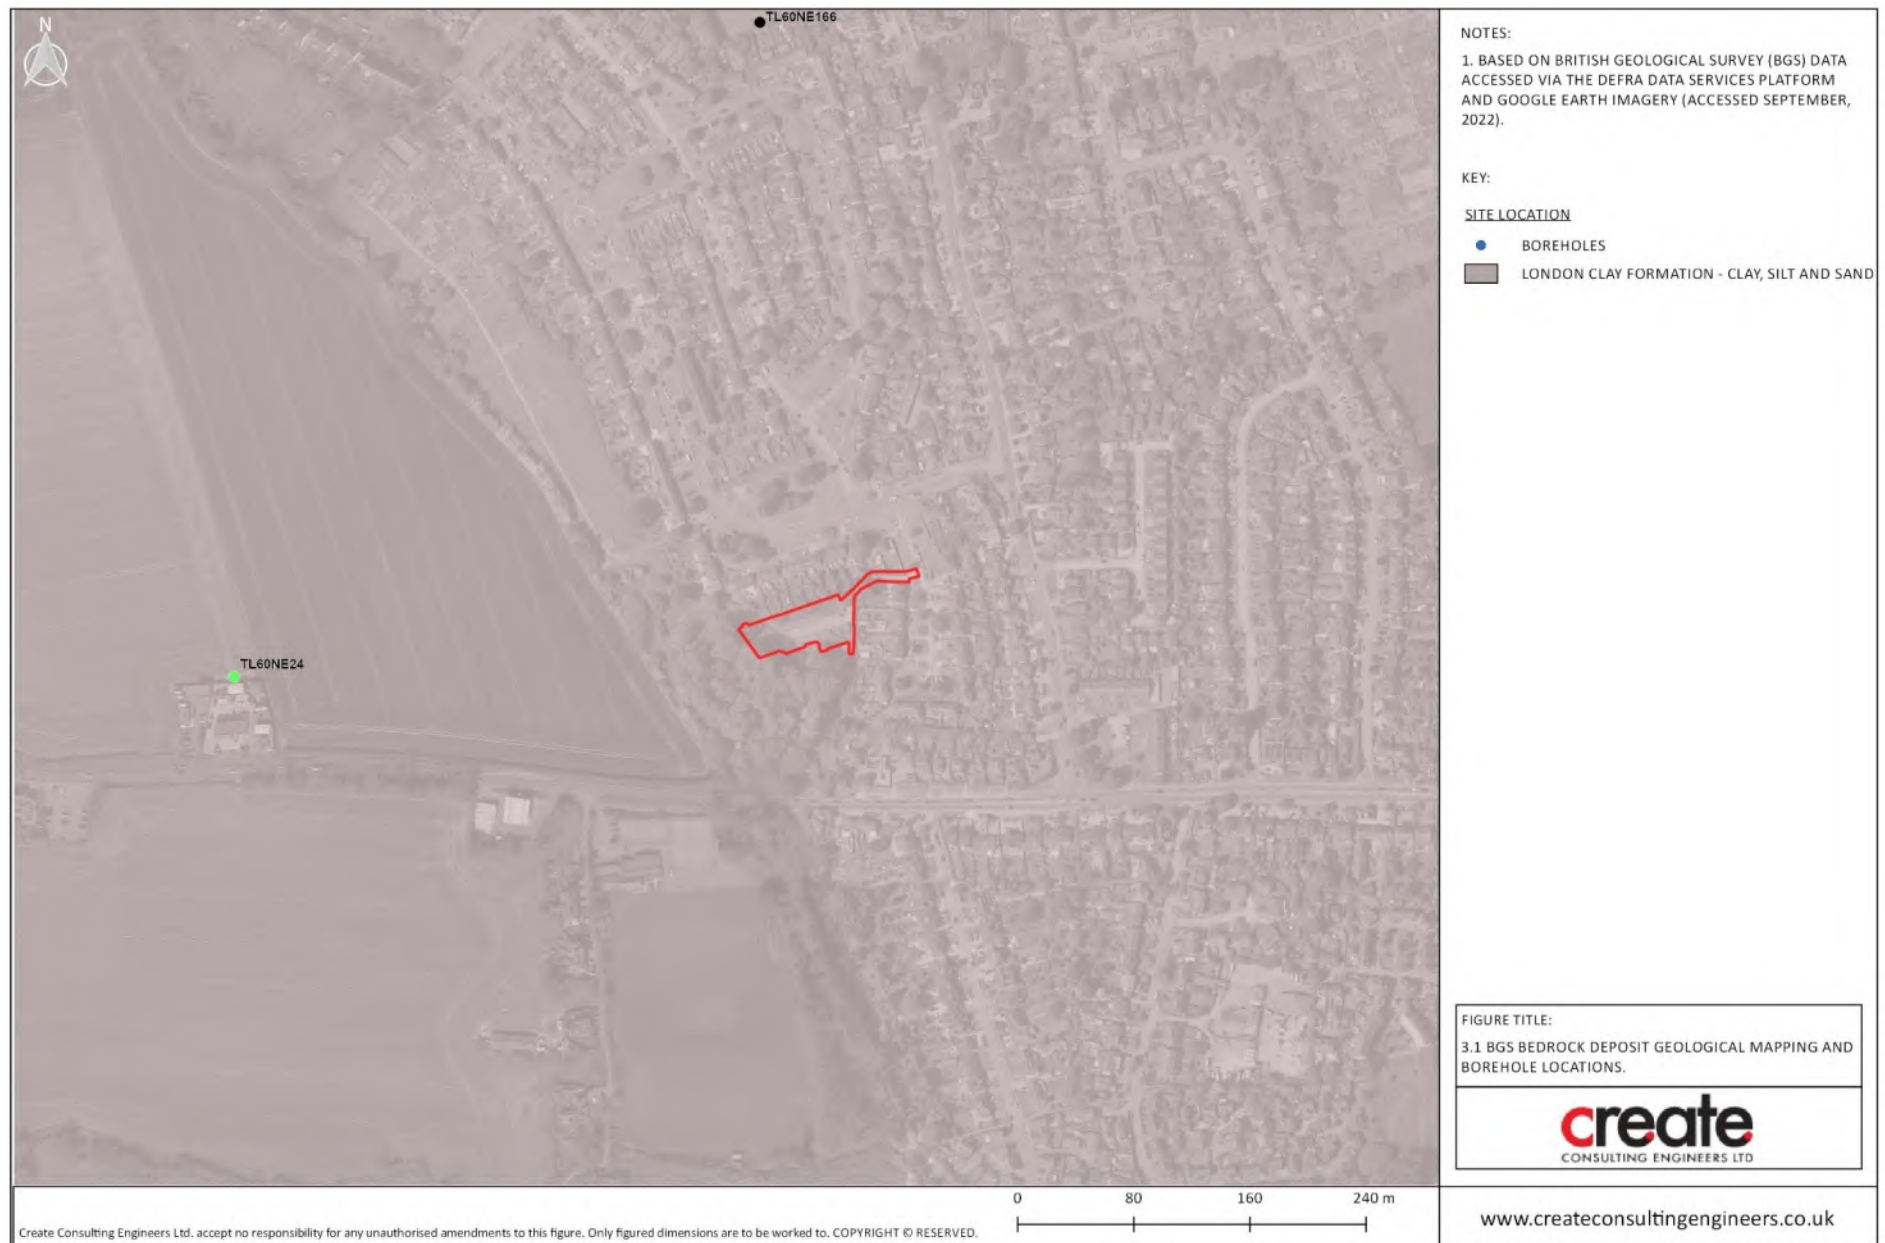 N
TL60NE166
TL60NE24
NOTES:
1. BASED ON BRITISH GEOLOGICAL SURVEY (BGS) DATA
ACCESSED VIA THE DEFRA DATA SERVICES PLATFORM
AND GOOGLE EARTH IMAGERY (ACCESSED SEPTEMBER,
2022).
KEY:
SITE LOCATION
BOREHOLES
LONDON CLAY FORMATION - CLAY, SILT AND SAND
FIGURE TITLE:
3.1 BGS BEDROCK DEPOSIT GEOLOGICAL MAPPING AND
BOREHOLE LOCATIONS.
create
CONSULTING ENGINEERS LTD
0 80 160 240 m
Create Consulting Engineers Ltd. accept no responsibility for any unauthorised amendments to this figure. Only figured dimensions are to be worked to. COPYRIGHT © RESERVED.
www.createconsultingengineers.co.uk